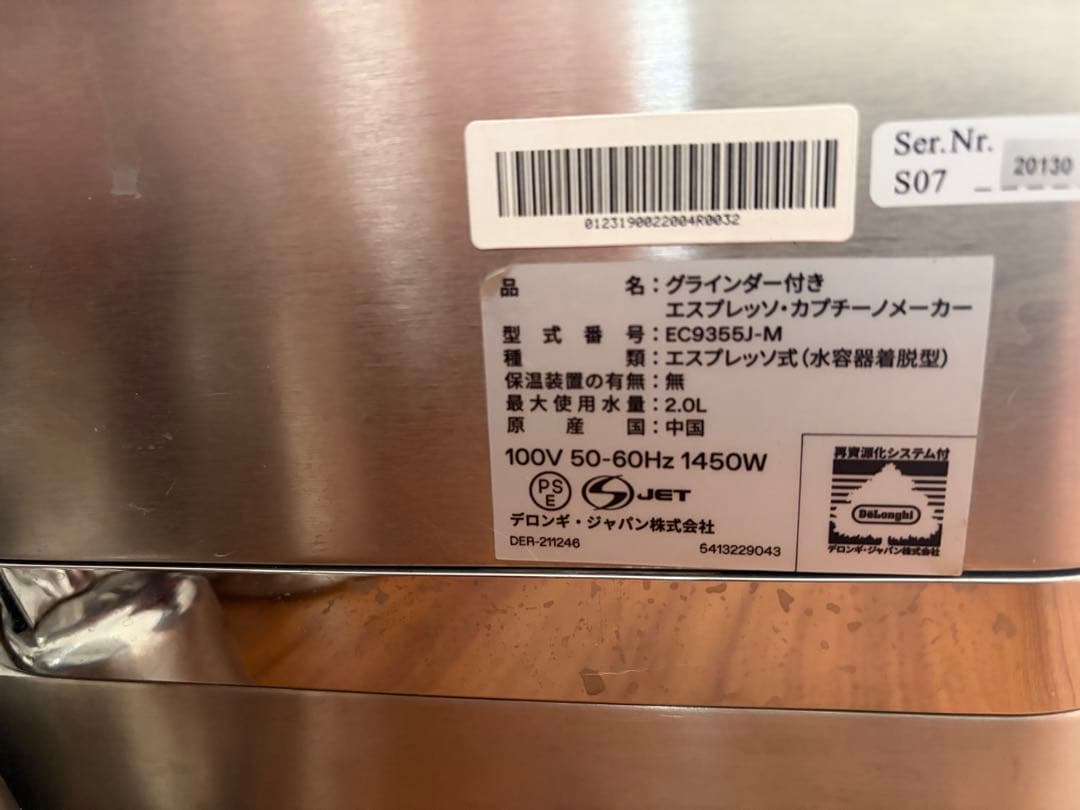 0123190022004R0032
Ser.Nr.
S07
20130
品 名：グラインダー付き
エスプレッソ・カプチーノメーカー
型式番号：EC9355J-M
種 類：エスプレッソ式（水容器着脱型）
保温装置の有無：無
最大使用水量：2.0L
原産国：中国
100V 50-60Hz 1450W
PS
E
JET
デロンギ・ジャパン株式会社
DER-211246
5413229043
再資源化システム付
DeLonghi
デロンギ・ジャパン株式会社